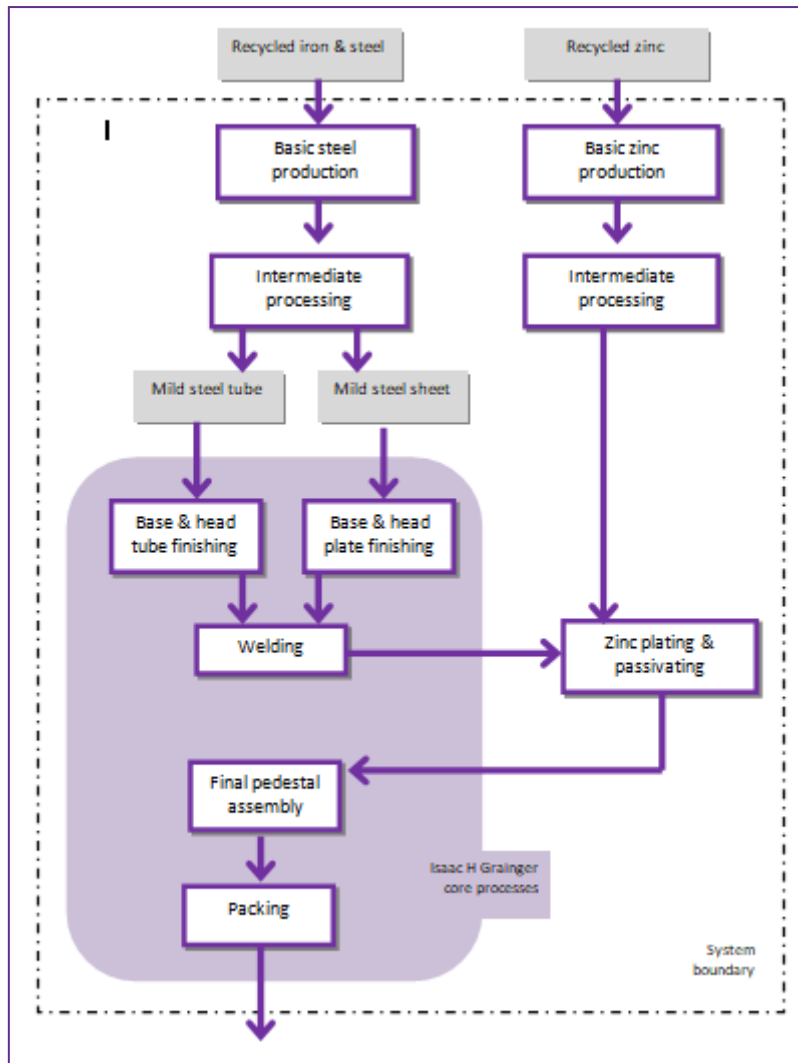 Recycled iron & steel
Recycled zinc
I
Basic steel
production
Basic zinc
production
Intermediate
processing
Intermediate
processing
Mild steel tube
Mild steel sheet
Base & head
tube finishing
Base & head
plate finishing
Welding
Zinc plating &
passivating
Final pedestal
assembly
Isaac H Grainger
core processes
Packing
System
boundary